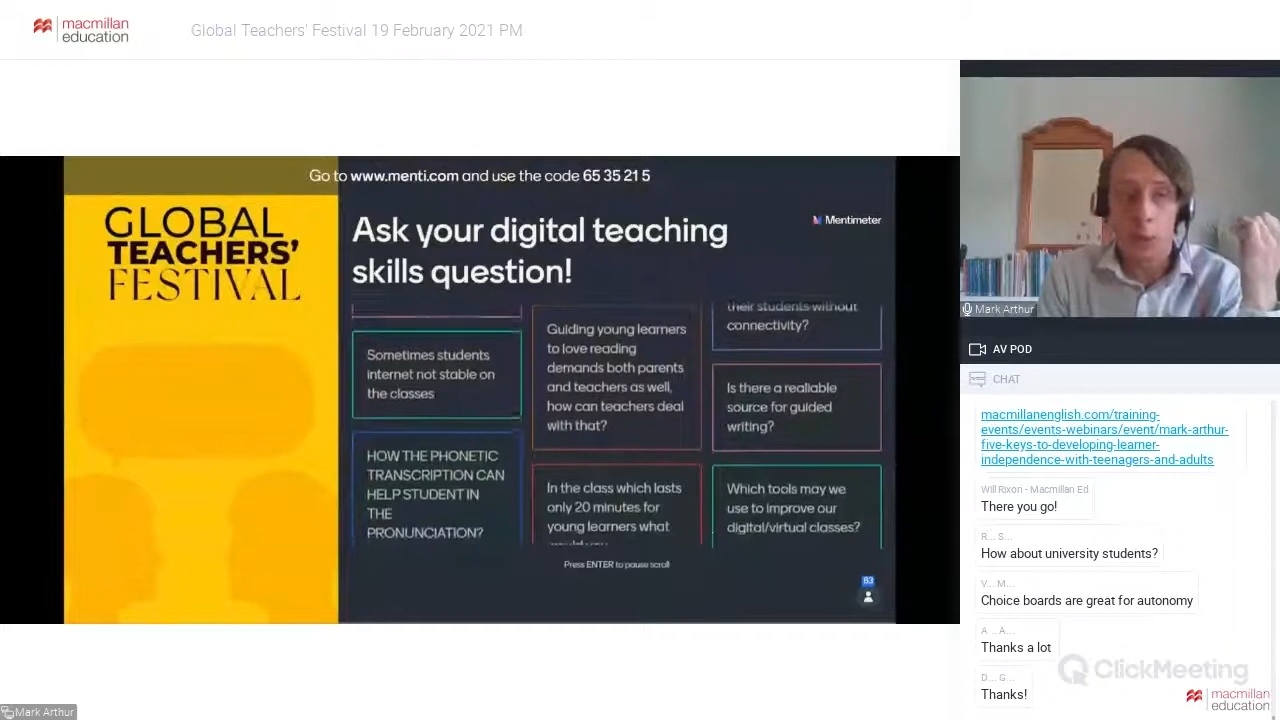 macmillan
education
Global Teachers' Festival 19 February 2021 PM
Go to www.menti.com and use the code 65 35 21 5
GLOBAL
TEACHERS'
FESTIVAL
Ask your digital teaching
skills question!
Mentimeter
Sometimes students
internet not stable on
the classes
HOW THE PHONETIC
TRANSCRIPTION CAN
HELP STUDENT IN
THE
PRONUNCIATION?
Guiding young learners
to love reading
demands both parents
and teachers as well,
how can teachers deal
with that?
In the class which lasts
only 20 minutes for
young learners what
their students without
connectivity?
Is there a realiable
source for guided
writing?
Which tools may we
use to improve our
digital/virtual classes?
Press ENTER to pause scroll
83
Mark Arthur
AV POD
CHAT
macmillanenglish.com/training-
events/events-webinars/event/mark-arthur-
five-keys-to-developing-learner-
independence-with-teenagers-and-adults
Will Rixon - Macmillan Ed
There you go!
R... S...
How about university students?
V... M...
Choice boards are great for autonomy
A... A...
Thanks a lot
D... G...
Thanks!
ClickMeeting
macmillan
education
Mark Arthur